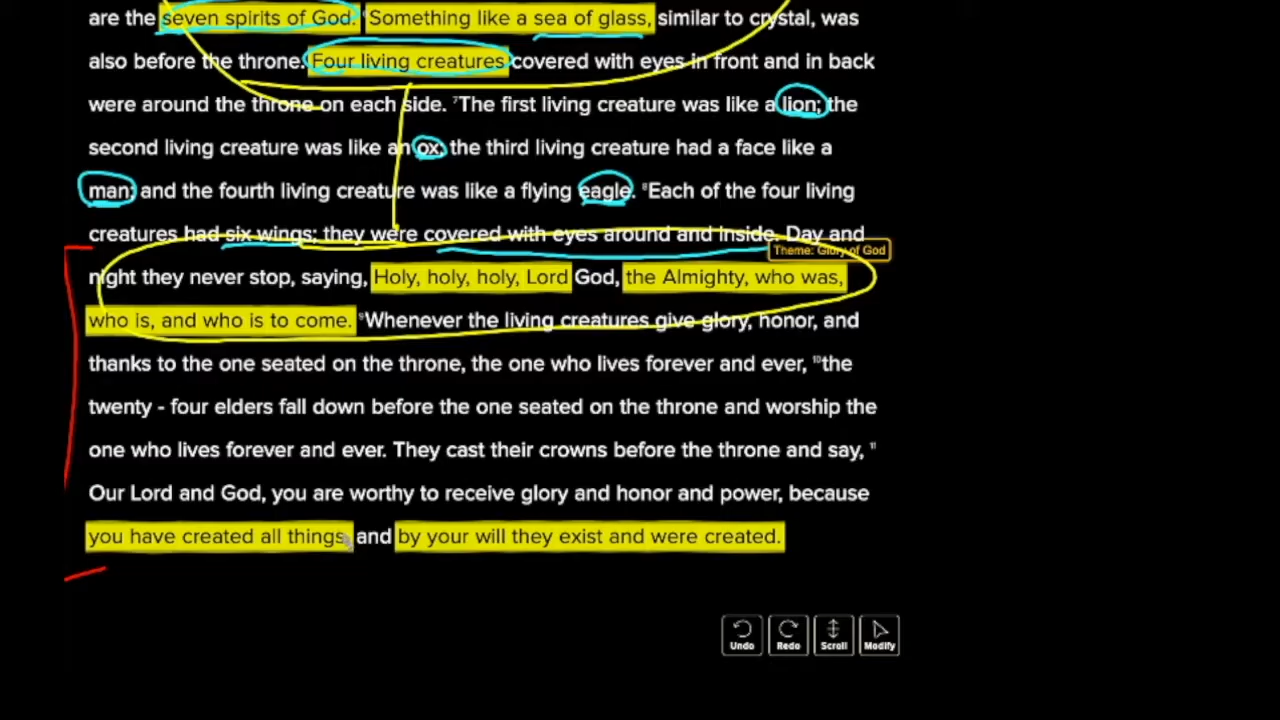 are the seven spirits of God. Something like a sea of glass, similar to crystal, was
also before the throne. Four living creatures covered with eyes in front and in back
were around the throne on each side. ⁷The first living creature was like a lion; the
second living creature was like an ox; the third living creature had a face like a
man; and the fourth living creature was like a flying eagle. ⁸Each of the four living
creatures had six wings; they were covered with eyes around and inside. Day and
Theme: Glory of God
night they never stop, saying, Holy, holy, holy, Lord God, the Almighty, who was,
who is, and who is to come. ⁹Whenever the living creatures give glory, honor, and
thanks to the one seated on the throne, the one who lives forever and ever, ¹⁰the
twenty - four elders fall down before the one seated on the throne and worship the
one who lives forever and ever. They cast their crowns before the throne and say, ¹¹
Our Lord and God, you are worthy to receive glory and honor and power, because
you have created all things, and by your will they exist and were created.
Undo Redo Scroll Modify